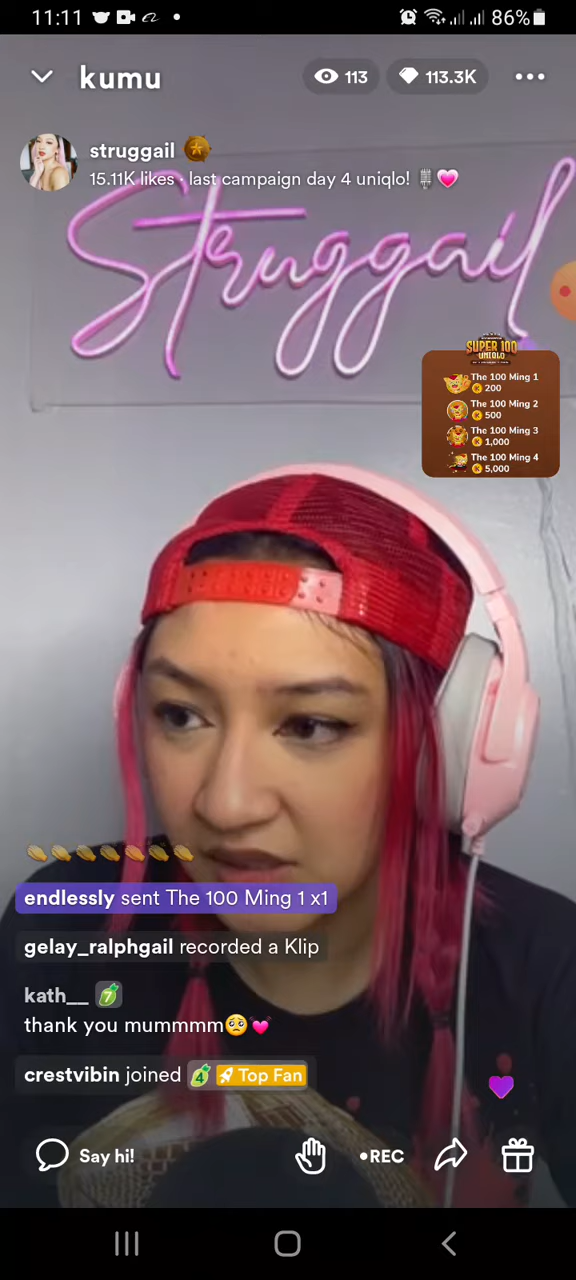 11:11
86%
kumu
113
113.3K
struggail
15.11K likes · last campaign day 4 uniqlo! 🎙️💗
Struggail
SUPER 100
UNIQLO
The 100 Ming 1
200
The 100 Ming 2
500
The 100 Ming 3
1,000
The 100 Ming 4
5,000
👏👏👏👏👏👏👏
endlessly sent The 100 Ming 1 x1
gelay_ralphgail recorded a Klip
kath__ 7
thank you mummmm🥺💓
crestvibin joined 4 Top Fan
Say hi!
•REC